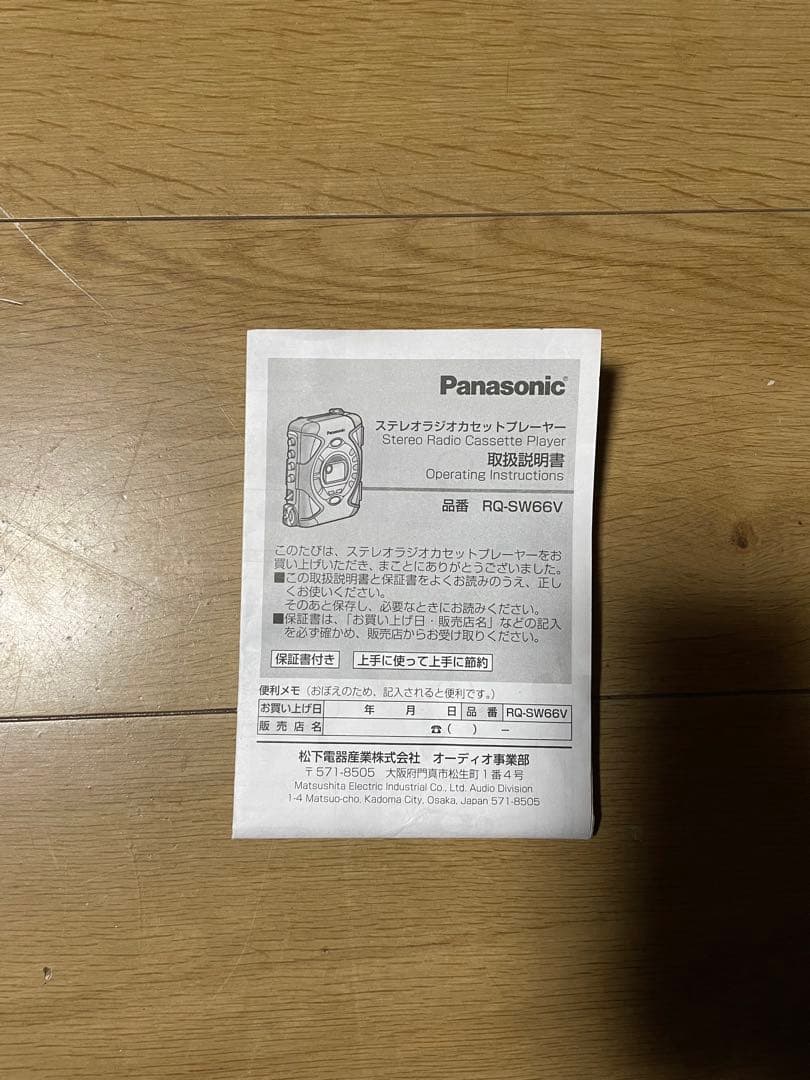 Panasonic®
ステレオラジオカセットプレーヤー
Stereo Radio Cassette Player
取扱説明書
Operating Instructions
品番 RQ-SW66V
Panasonic
このたびは、ステレオラジオカセットプレーヤーをお
買い上げいただき、まことにありがとうございました。
■この取扱説明書と保証書をよくお読みのうえ、正し
くお使いください。
そのあと保存し、必要なときにお読みください。
■保証書は、「お買い上げ日・販売店名」などの記入
を必ず確かめ、販売店からお受け取りください。
保証書付き 上手に使って上手に節約
便利メモ（おぼえのため、記入されると便利です。）
お買い上げ日 年 月 日 品番 RQ-SW66V
販売店名 ☎( ) －
松下電器産業株式会社 オーディオ事業部
〒571-8505 大阪府門真市松生町1番4号
Matsushita Electric Industrial Co., Ltd. Audio Division
1-4 Matsuo-cho, Kadoma City, Osaka, Japan 571-8505